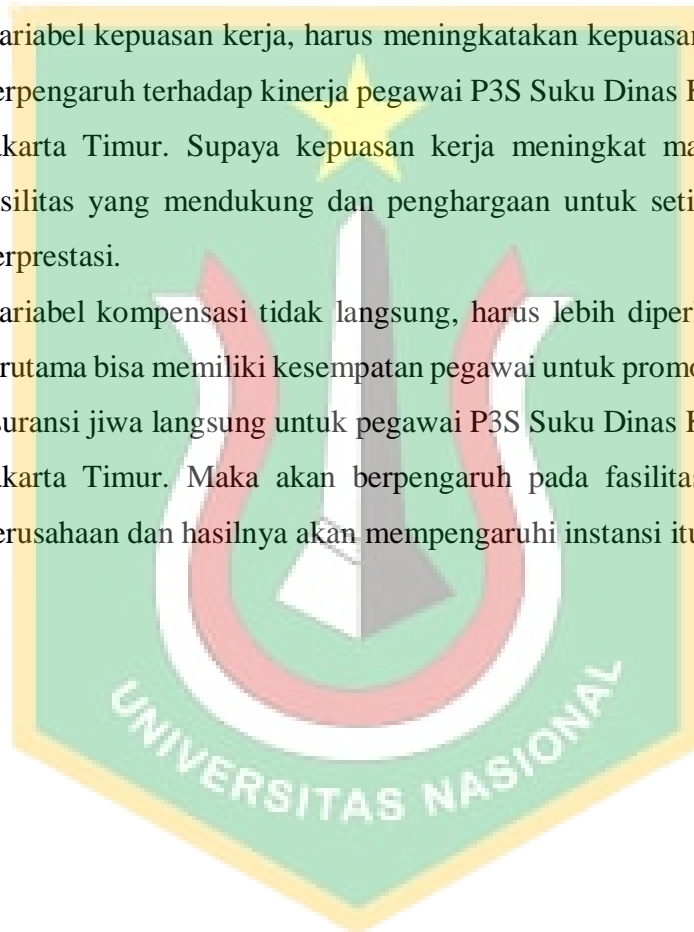 ariabel kepuasan kerja, harus meningkatakan kepuasan
erpengaruh terhadap kinerja pegawai P3S Suku Dinas
akarta Timur. Supaya kepuasan kerja meningkat ma
silitas yang mendukung dan penghargaan untuk seti
erprestasi.
ariabel kompensasi tidak langsung, harus lebih diper
rutama bisa memiliki kesempatan pegawai untuk promo
suransi jiwa langsung untuk pegawai P3S Suku Dinas
akarta Timur. Maka akan berpengaruh pada fasilitas
erusahaan dan hasilnya akan mempengaruhi instansi itu
UNIVERSITAS NASIONAL